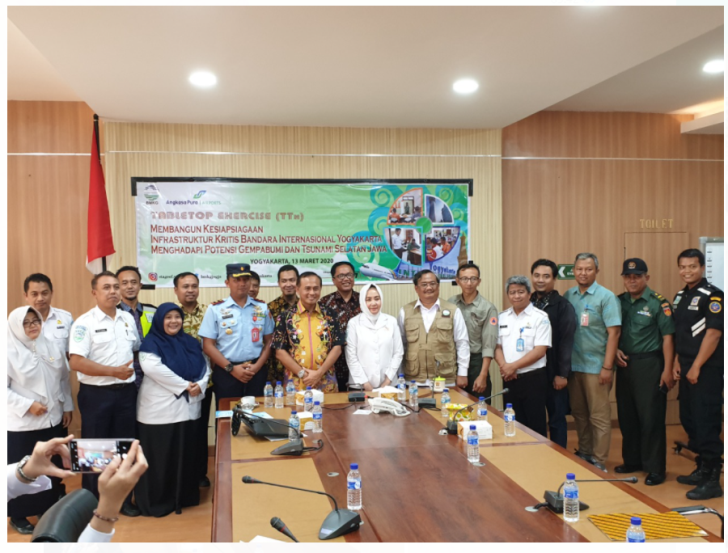 Angkasa Pura
TABLETOP EXERCISE (TTx)
MEMBANGUN KESIAPSIAGAAN
INFRASTRUKTUR KRITIS BANDARA INTERNASIONAL YOGYAKARTA
MENGHADAPI POTENSI GEMPABUMI DAN TSUNAMI SELATAN JAWA
YOGYAKARTA, 13 MARET 2020
TOILET